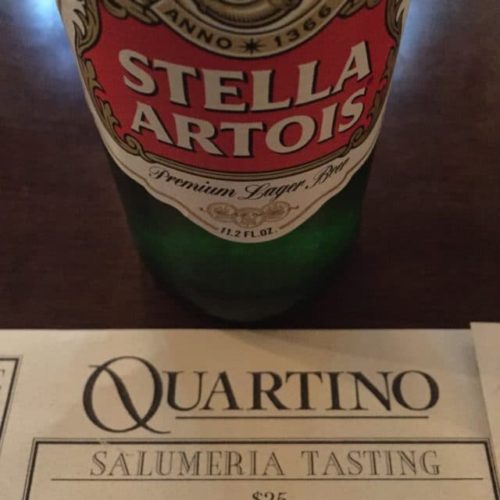 ANNO ✶ 1366
STELLA
ARTOIS
Premium Lager Beer
11.2 FL.OZ.
QUARTINO
SALUMERIA TASTING
$25